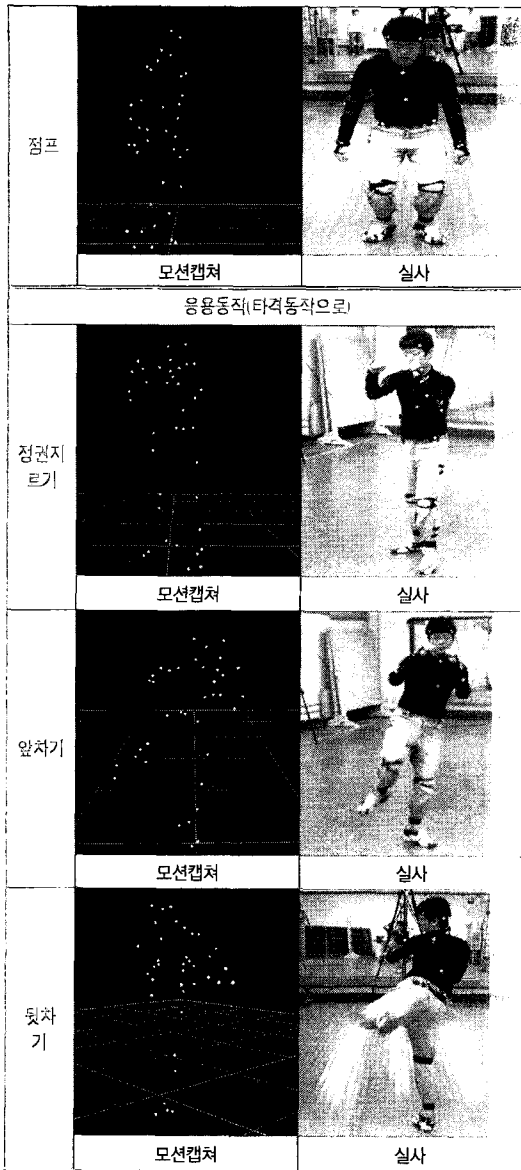 점프
모션캡쳐 실사
응용동작(타격동작으로)
정권지
르기
모션캡쳐 실사
앞차기
모션캡쳐 실사
뒷차
기
모션캡쳐 실사